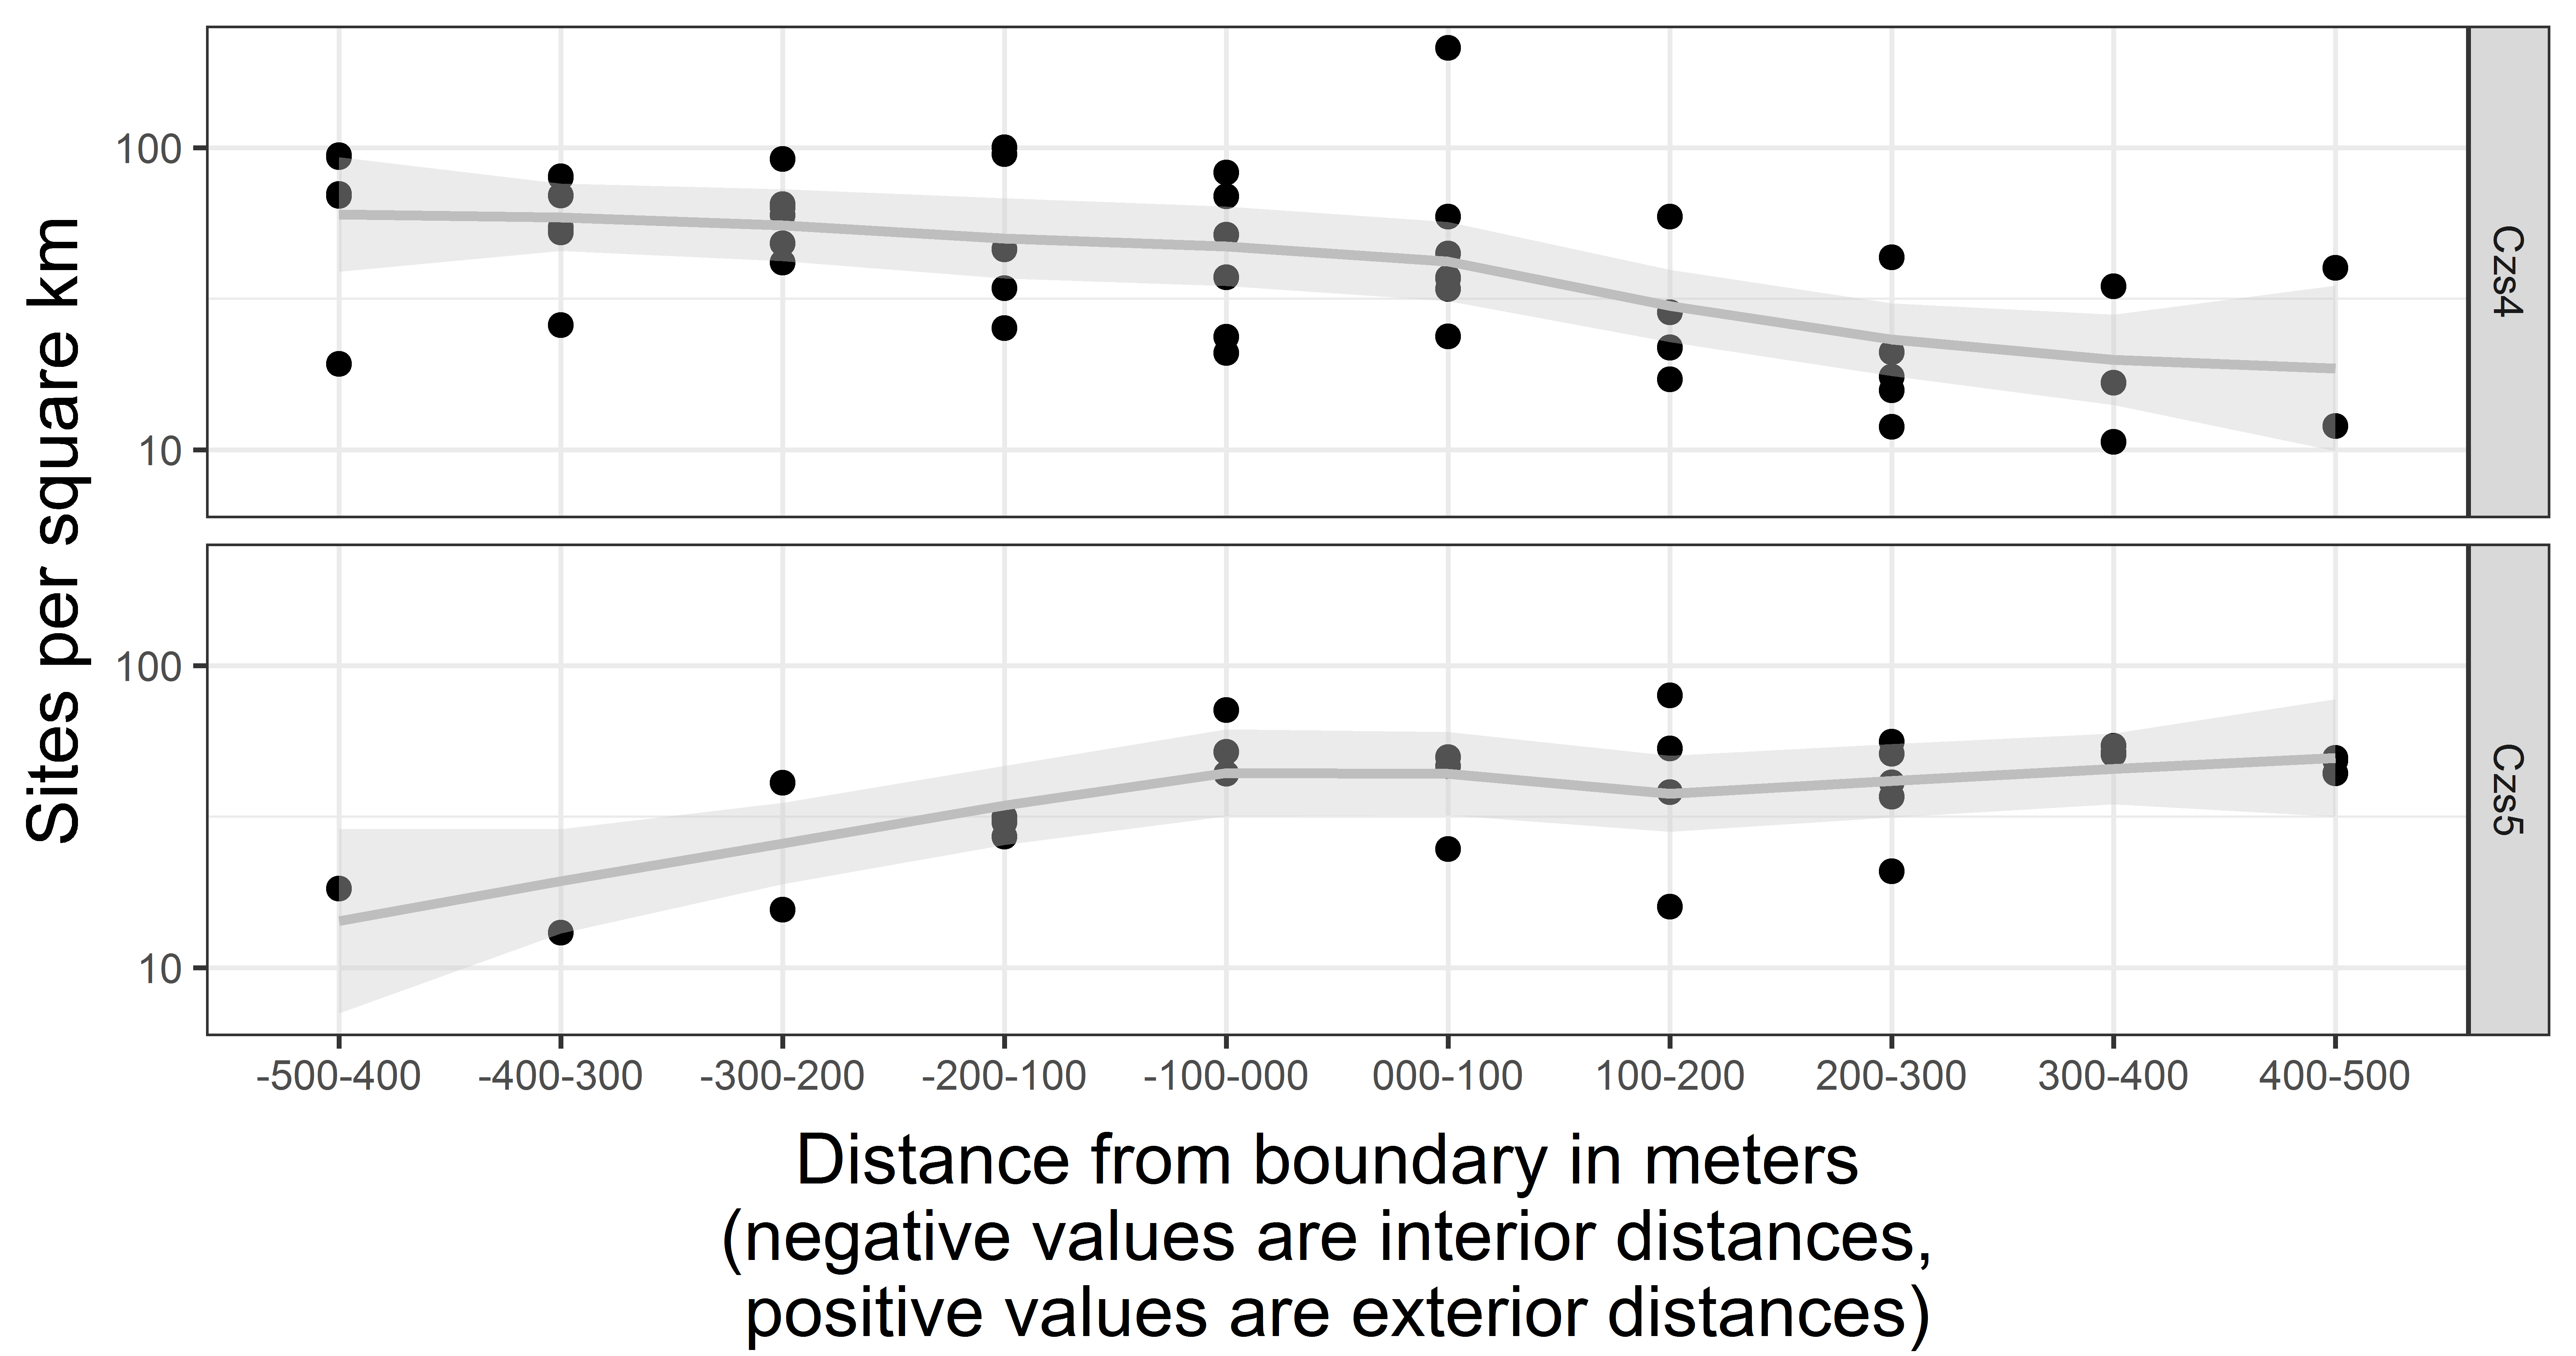 Sites per square km
100
10
Czs4
100
10
Czs5
-500-400 -400-300 -300-200 -200-100 -100-000 000-100 100-200 200-300 300-400 400-500
Distance from boundary in meters
(negative values are interior distances,
positive values are exterior distances)